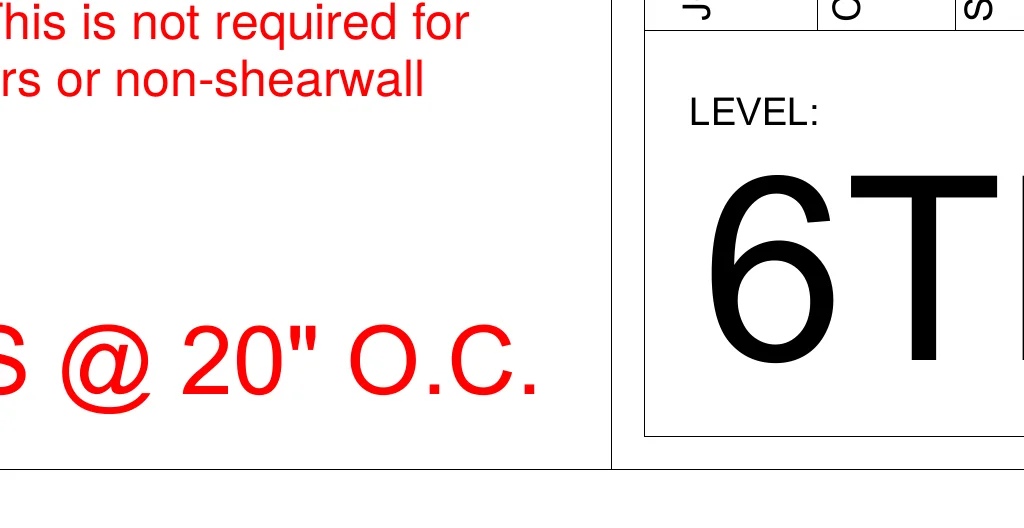 This is not required for
rs or non-shearwall
S @ 20" O.C.
J
O
S
LEVEL:
6T